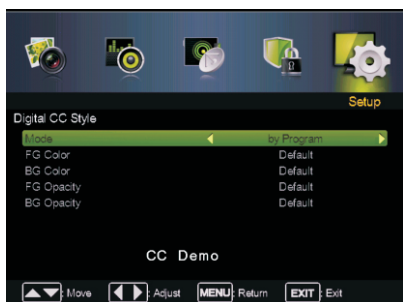 Setup
Digital CC Style
Mode by Program
FG Color Default
BG Color Default
FG Opacity Default
BG Opacity Default
CC Demo
: Move : Adjust MENU : Return EXIT : Exit